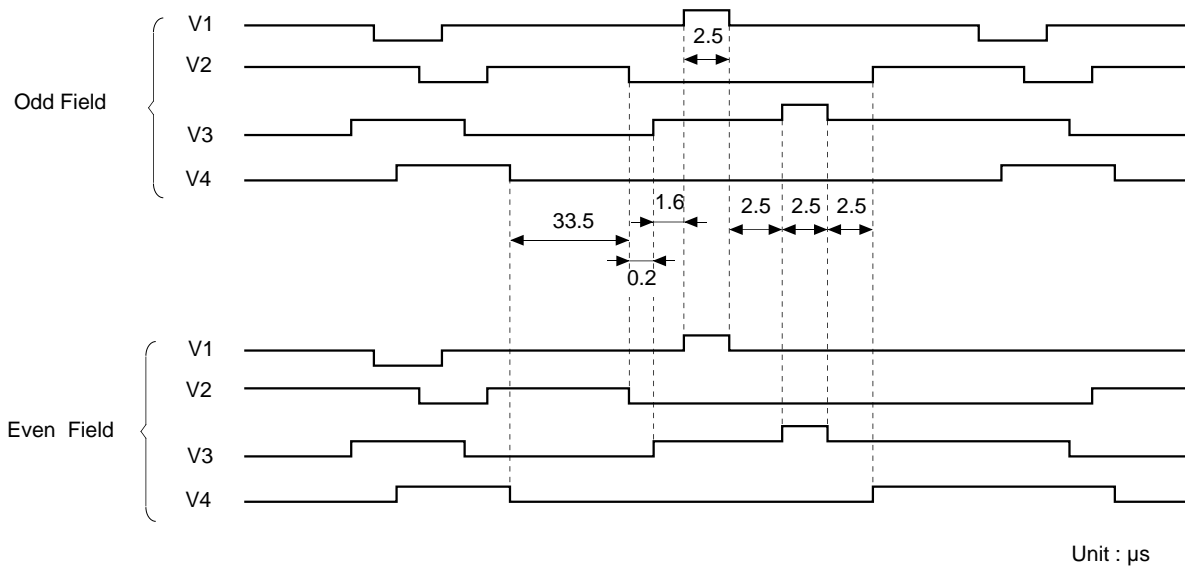 V1
2.5
V2
Odd Field
V3
V4
1.6
2.5 2.5 2.5
33.5
0.2
V1
V2
Even Field
V3
V4
Unit : µs